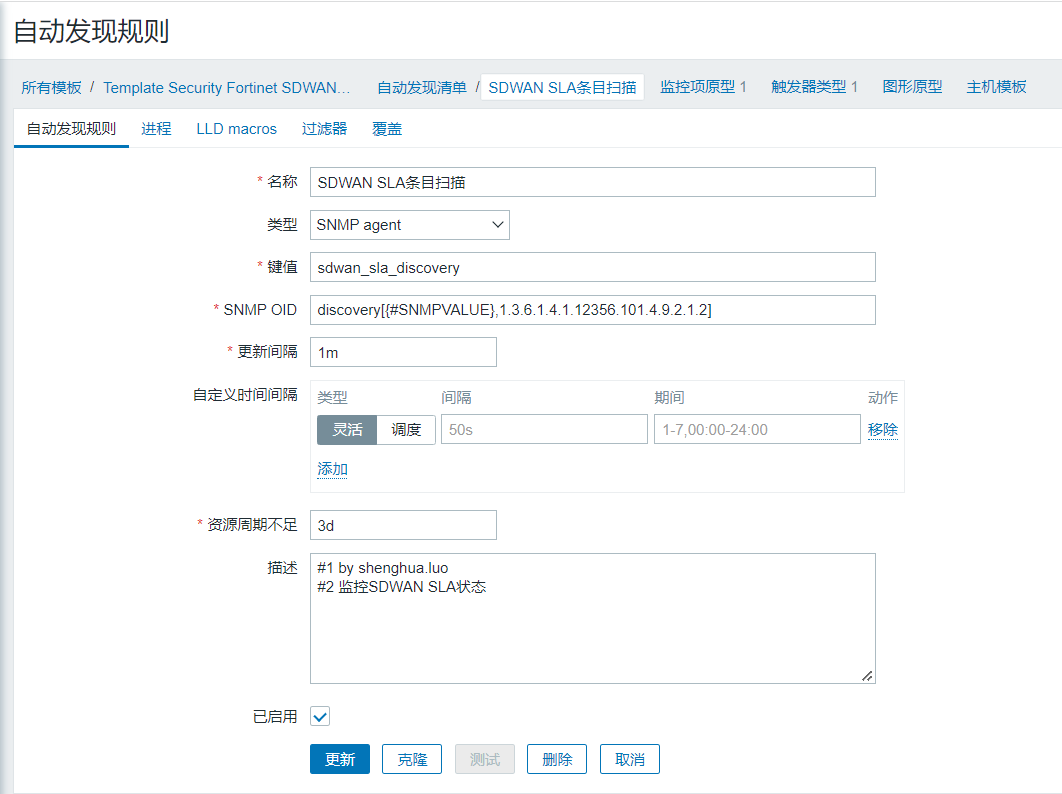 自动发现规则
所有模板 / Template Security Fortinet SDWAN... 自动发现清单 / SDWAN SLA条目扫描 监控项原型 1 触发器类型 1 图形原型 主机模板
自动发现规则 进程 LLD macros 过滤器 覆盖
* 名称 SDWAN SLA条目扫描
类型 SNMP agent
* 键值 sdwan_sla_discovery
* SNMP OID discovery[{#SNMPVALUE},1.3.6.1.4.1.12356.101.4.9.2.1.2]
* 更新间隔 1m
自定义时间间隔 类型 间隔 期间 动作
灵活 调度 50s 1-7,00:00-24:00 移除
添加
* 资源周期不足 3d
描述 #1 by shenghua.luo
#2 监控SDWAN SLA状态
已启用
更新 克隆 测试 删除 取消